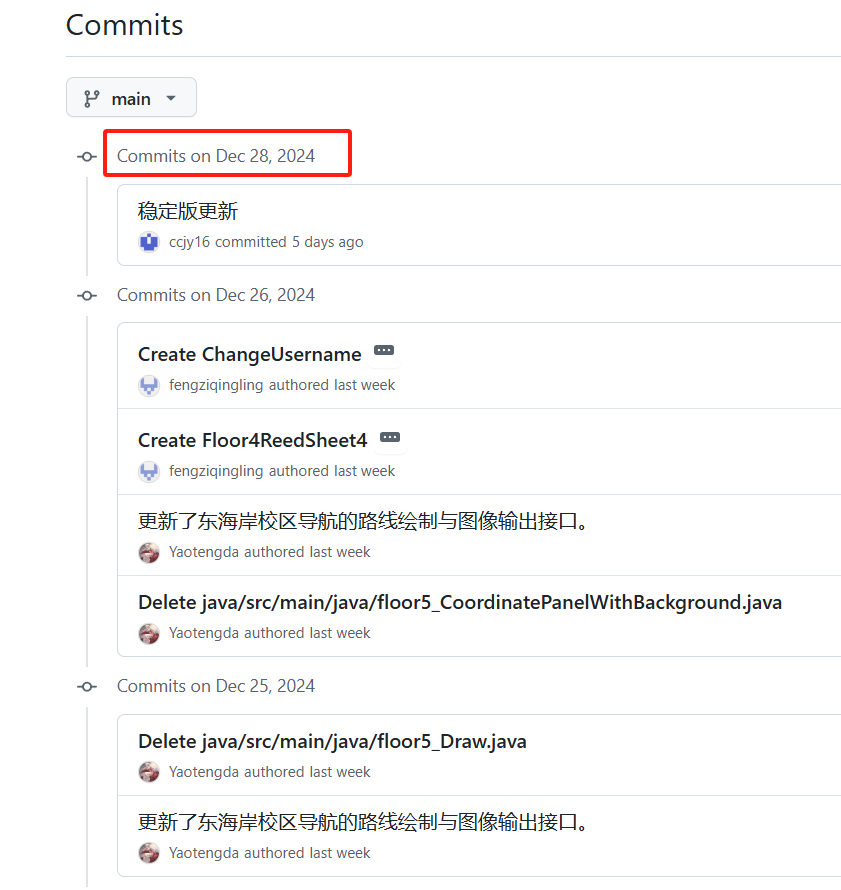 Commits
main
Commits on Dec 28, 2024
稳定版更新
ccjy16 committed 5 days ago
Commits on Dec 26, 2024
Create ChangeUsername
fengziqingling authored last week
Create Floor4ReedSheet4
fengziqingling authored last week
更新了东海岸校区导航的路线绘制与图像输出接口。
Yaotengda authored last week
Delete java/src/main/java/floor5_CoordinatePanelWithBackground.java
Yaotengda authored last week
Commits on Dec 25, 2024
Delete java/src/main/java/floor5_Draw.java
Yaotengda authored last week
更新了东海岸校区导航的路线绘制与图像输出接口。
Yaotengda authored last week